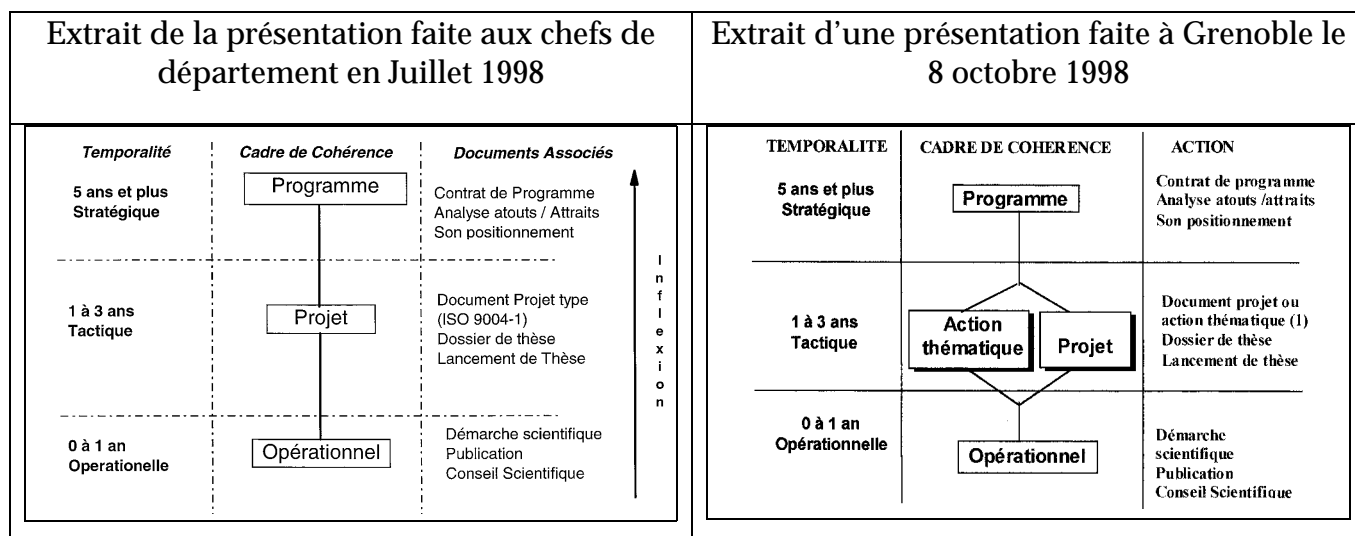 Extrait de la présentation faite aux chefs de
département en Juillet 1998
Temporalité
Cadre de Cohérence
Documents Associés
5 ans et plus
Stratégique
Programme
Contrat de Programme
Analyse atouts / Attraits
Son positionnement
1 à 3 ans
Tactique
Projet
Document Projet type
(ISO 9004-1)
Dossier de thèse
Lancement de Thèse
0 à 1 an
Operationelle
Opérationnel
Démarche scientifique
Publication
Conseil Scientifique
Inflexion
Extrait d’une présentation faite à Grenoble le
8 octobre 1998
TEMPORALITE
CADRE DE COHERENCE
ACTION
5 ans et plus
Stratégique
Programme
Contrat de programme
Analyse atouts /attraits
Son positionnement
1 à 3 ans
Tactique
Action
thématique
Projet
Document projet ou
action thématique (1)
Dossier de thèse
Lancement de thèse
0 à 1 an
Opérationnelle
Opérationnel
Démarche
scientifique
Publication
Conseil Scientifique